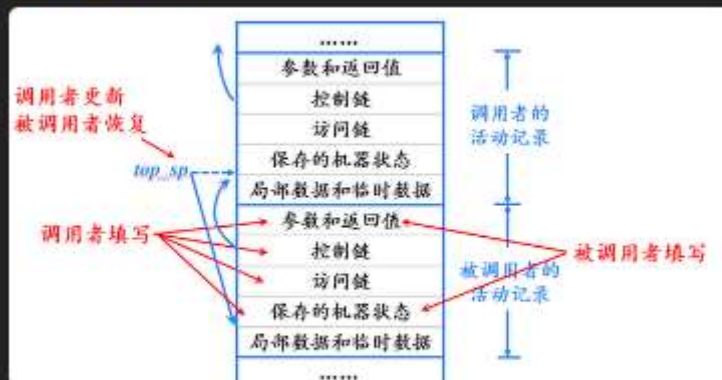 ……
参数和返回值
控制链
访问链
保存的机器状态
局部数据和临时数据
参数和返回值
控制链
访问链
保存的机器状态
局部数据和临时数据
……
调用者更新
被调用者恢复
top_sp
调用者填写
调用者的
活动记录
被调用者的
活动记录
被调用者填写